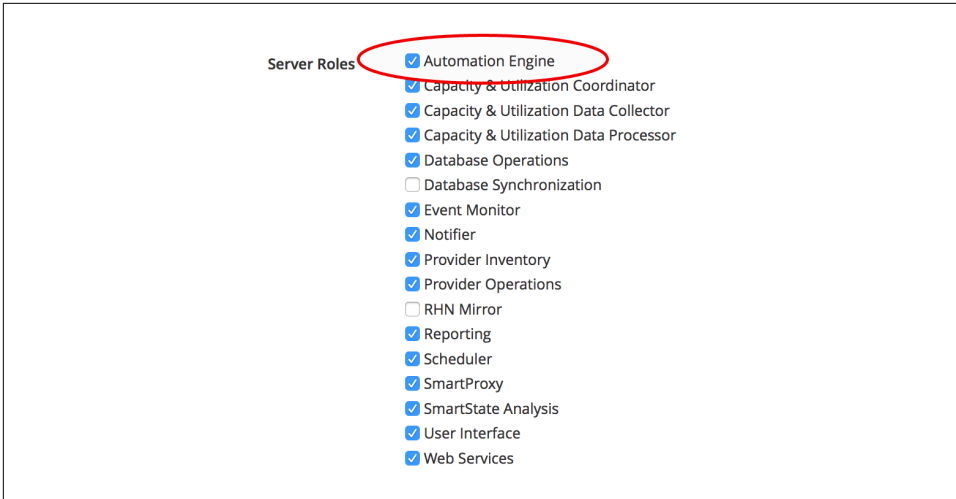 Server Roles
Automation Engine
Capacity & Utilization Coordinator
Capacity & Utilization Data Collector
Capacity & Utilization Data Processor
Database Operations
Database Synchronization
Event Monitor
Notifier
Provider Inventory
Provider Operations
RHN Mirror
Reporting
Scheduler
SmartProxy
SmartState Analysis
User Interface
Web Services